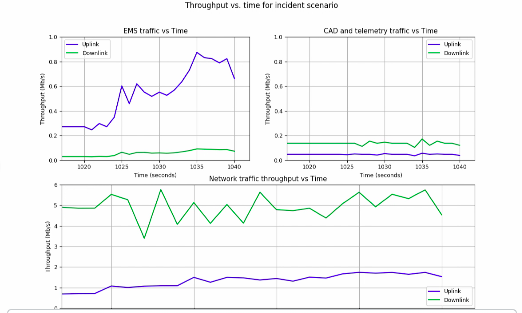 Throughput vs. time for incident scenario
EMS traffic vs Time
CAD and telemetry traffic vs Time
Throughput (Mb/s)
1.0
0.8
0.6
0.4
0.2
0.0
Uplink
Downlink
1020
1025
1030
1035
1040
Time (seconds)
Throughput (Mb/s)
1.0
0.8
0.6
0.4
0.2
0.0
Uplink
Downlink
1020
1025
1030
1035
1040
Time (seconds)
Network traffic throughput vs Time
Throughput (Mb/s)
6
5
4
3
2
1
0
Uplink
Downlink